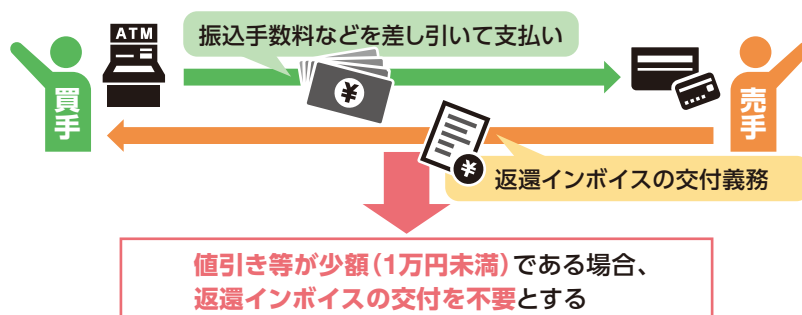 ATM
振込手数料などを差し引いて支払い
買手
¥
売手
¥
返還インボイスの交付義務
値引き等が少額(1万円未満)である場合、
返還インボイスの交付を不要とする